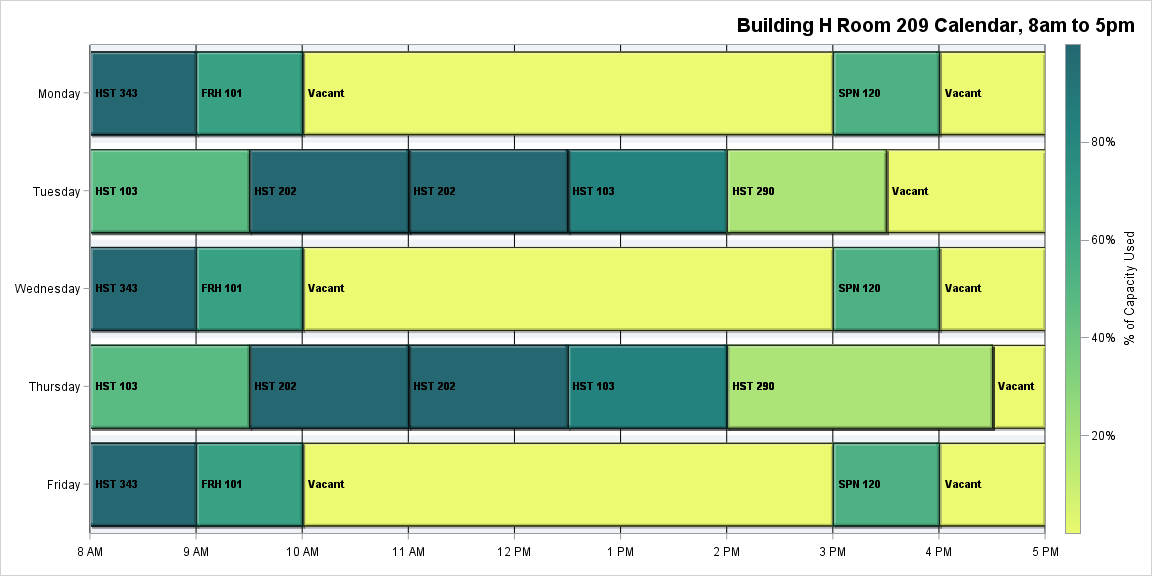 Building H Room 209 Calendar, 8am to 5pm
Monday
HST 343
FRH 101
Vacant
SPN 120
Vacant
Tuesday
HST 103
HST 202
HST 202
HST 103
HST 290
Vacant
Wednesday
HST 343
FRH 101
Vacant
SPN 120
Vacant
Thursday
HST 103
HST 202
HST 202
HST 103
HST 290
Vacant
Friday
HST 343
FRH 101
Vacant
SPN 120
Vacant
8 AM
9 AM
10 AM
11 AM
12 PM
1 PM
2 PM
3 PM
4 PM
5 PM
80%
60%
40%
20%
% of Capacity Used